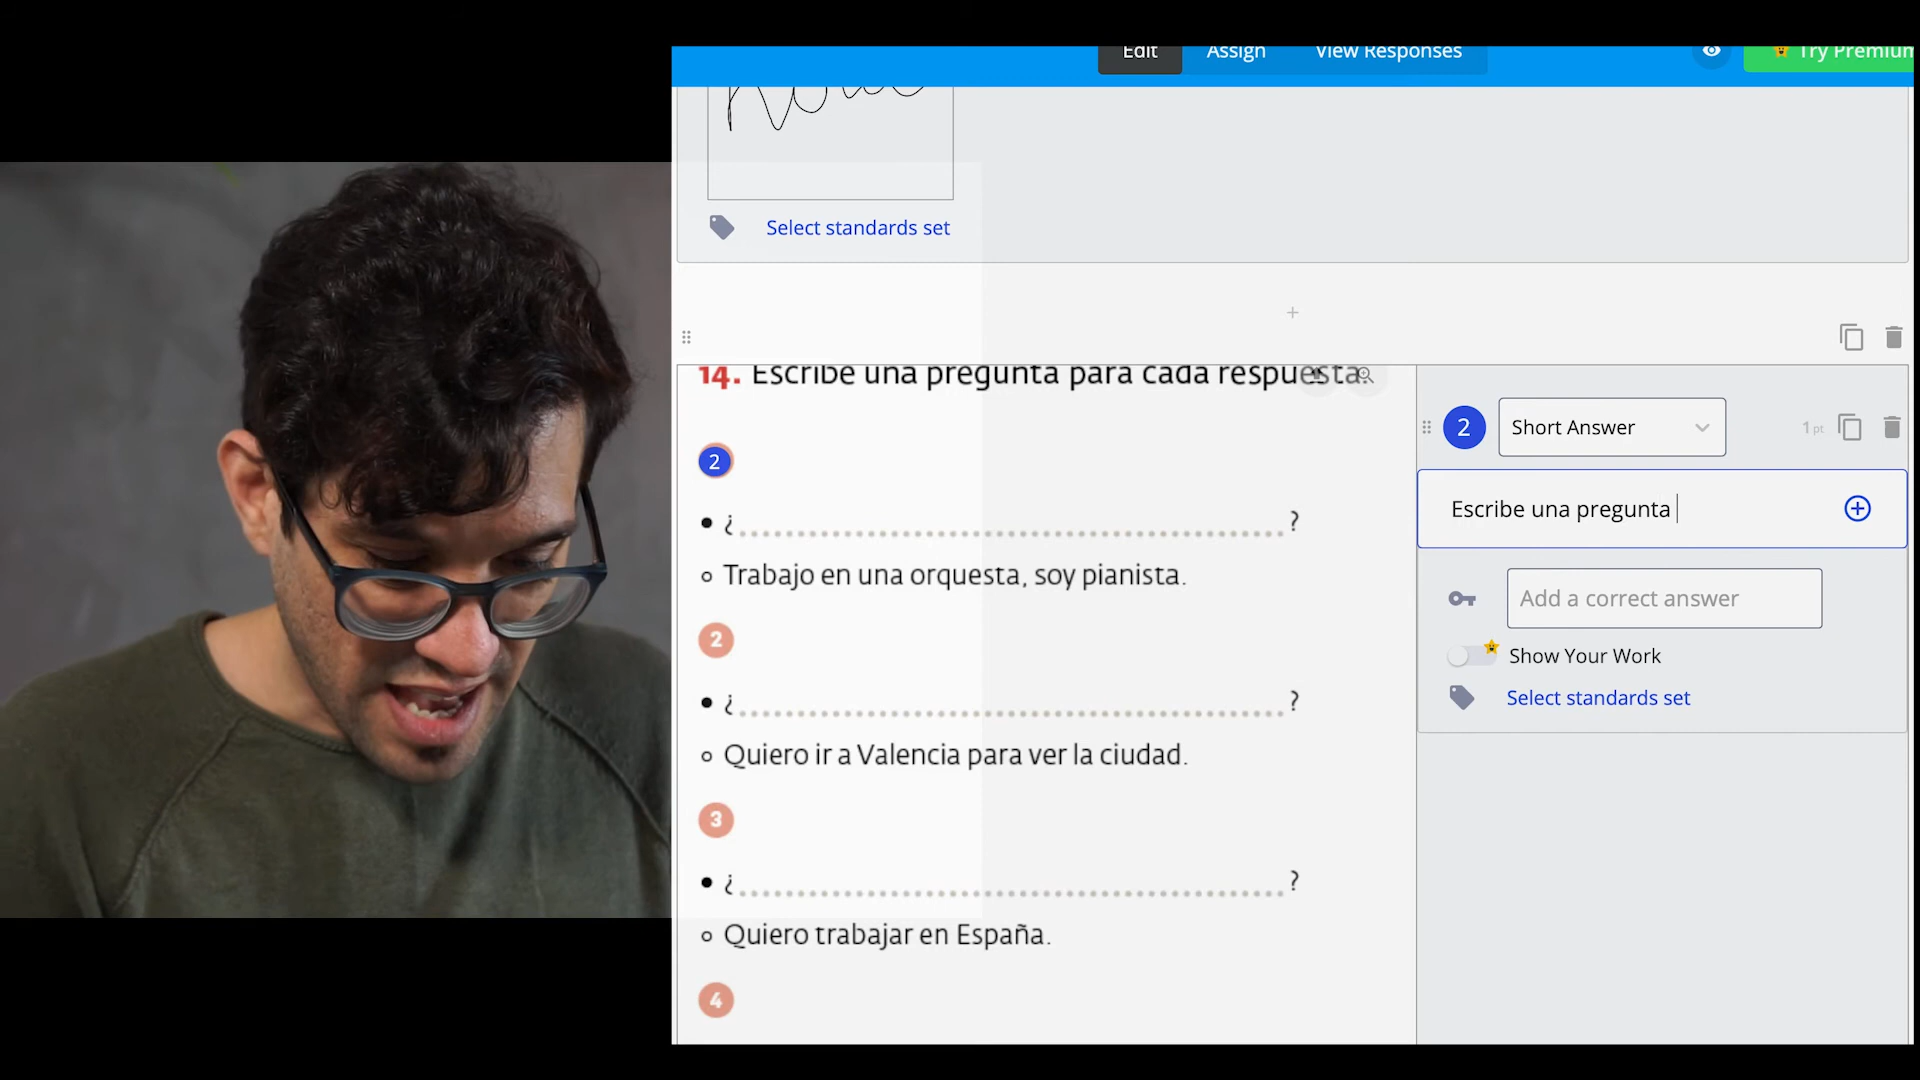 Edit Assign View Responses Try Premium
Select standards set
14. Escribe una pregunta para cada respuesta.
2 Short Answer 1 pt
2
Escribe una pregunta
• ¿..............................................?
Trabajo en una orquesta, soy pianista.
Add a correct answer
2
Show Your Work
Select standards set
• ¿..............................................?
Quiero ir a Valencia para ver la ciudad.
3
• ¿..............................................?
Quiero trabajar en España.
4